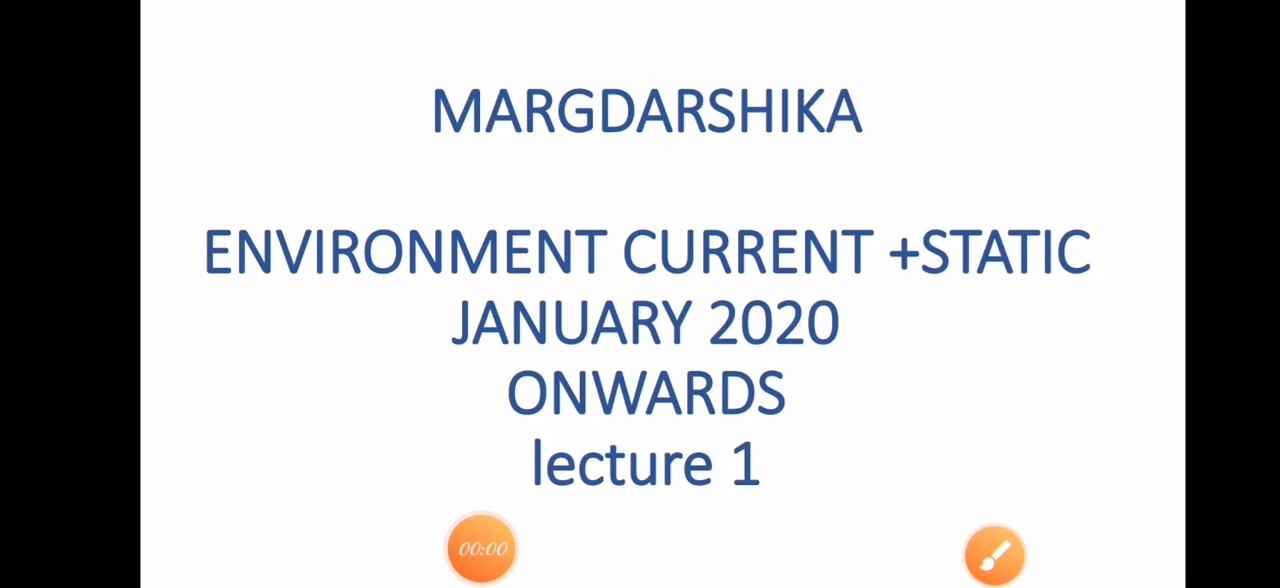 MARGDARSHIKA
ENVIRONMENT CURRENT +STATIC
JANUARY 2020
ONWARDS
lecture 1
00:00